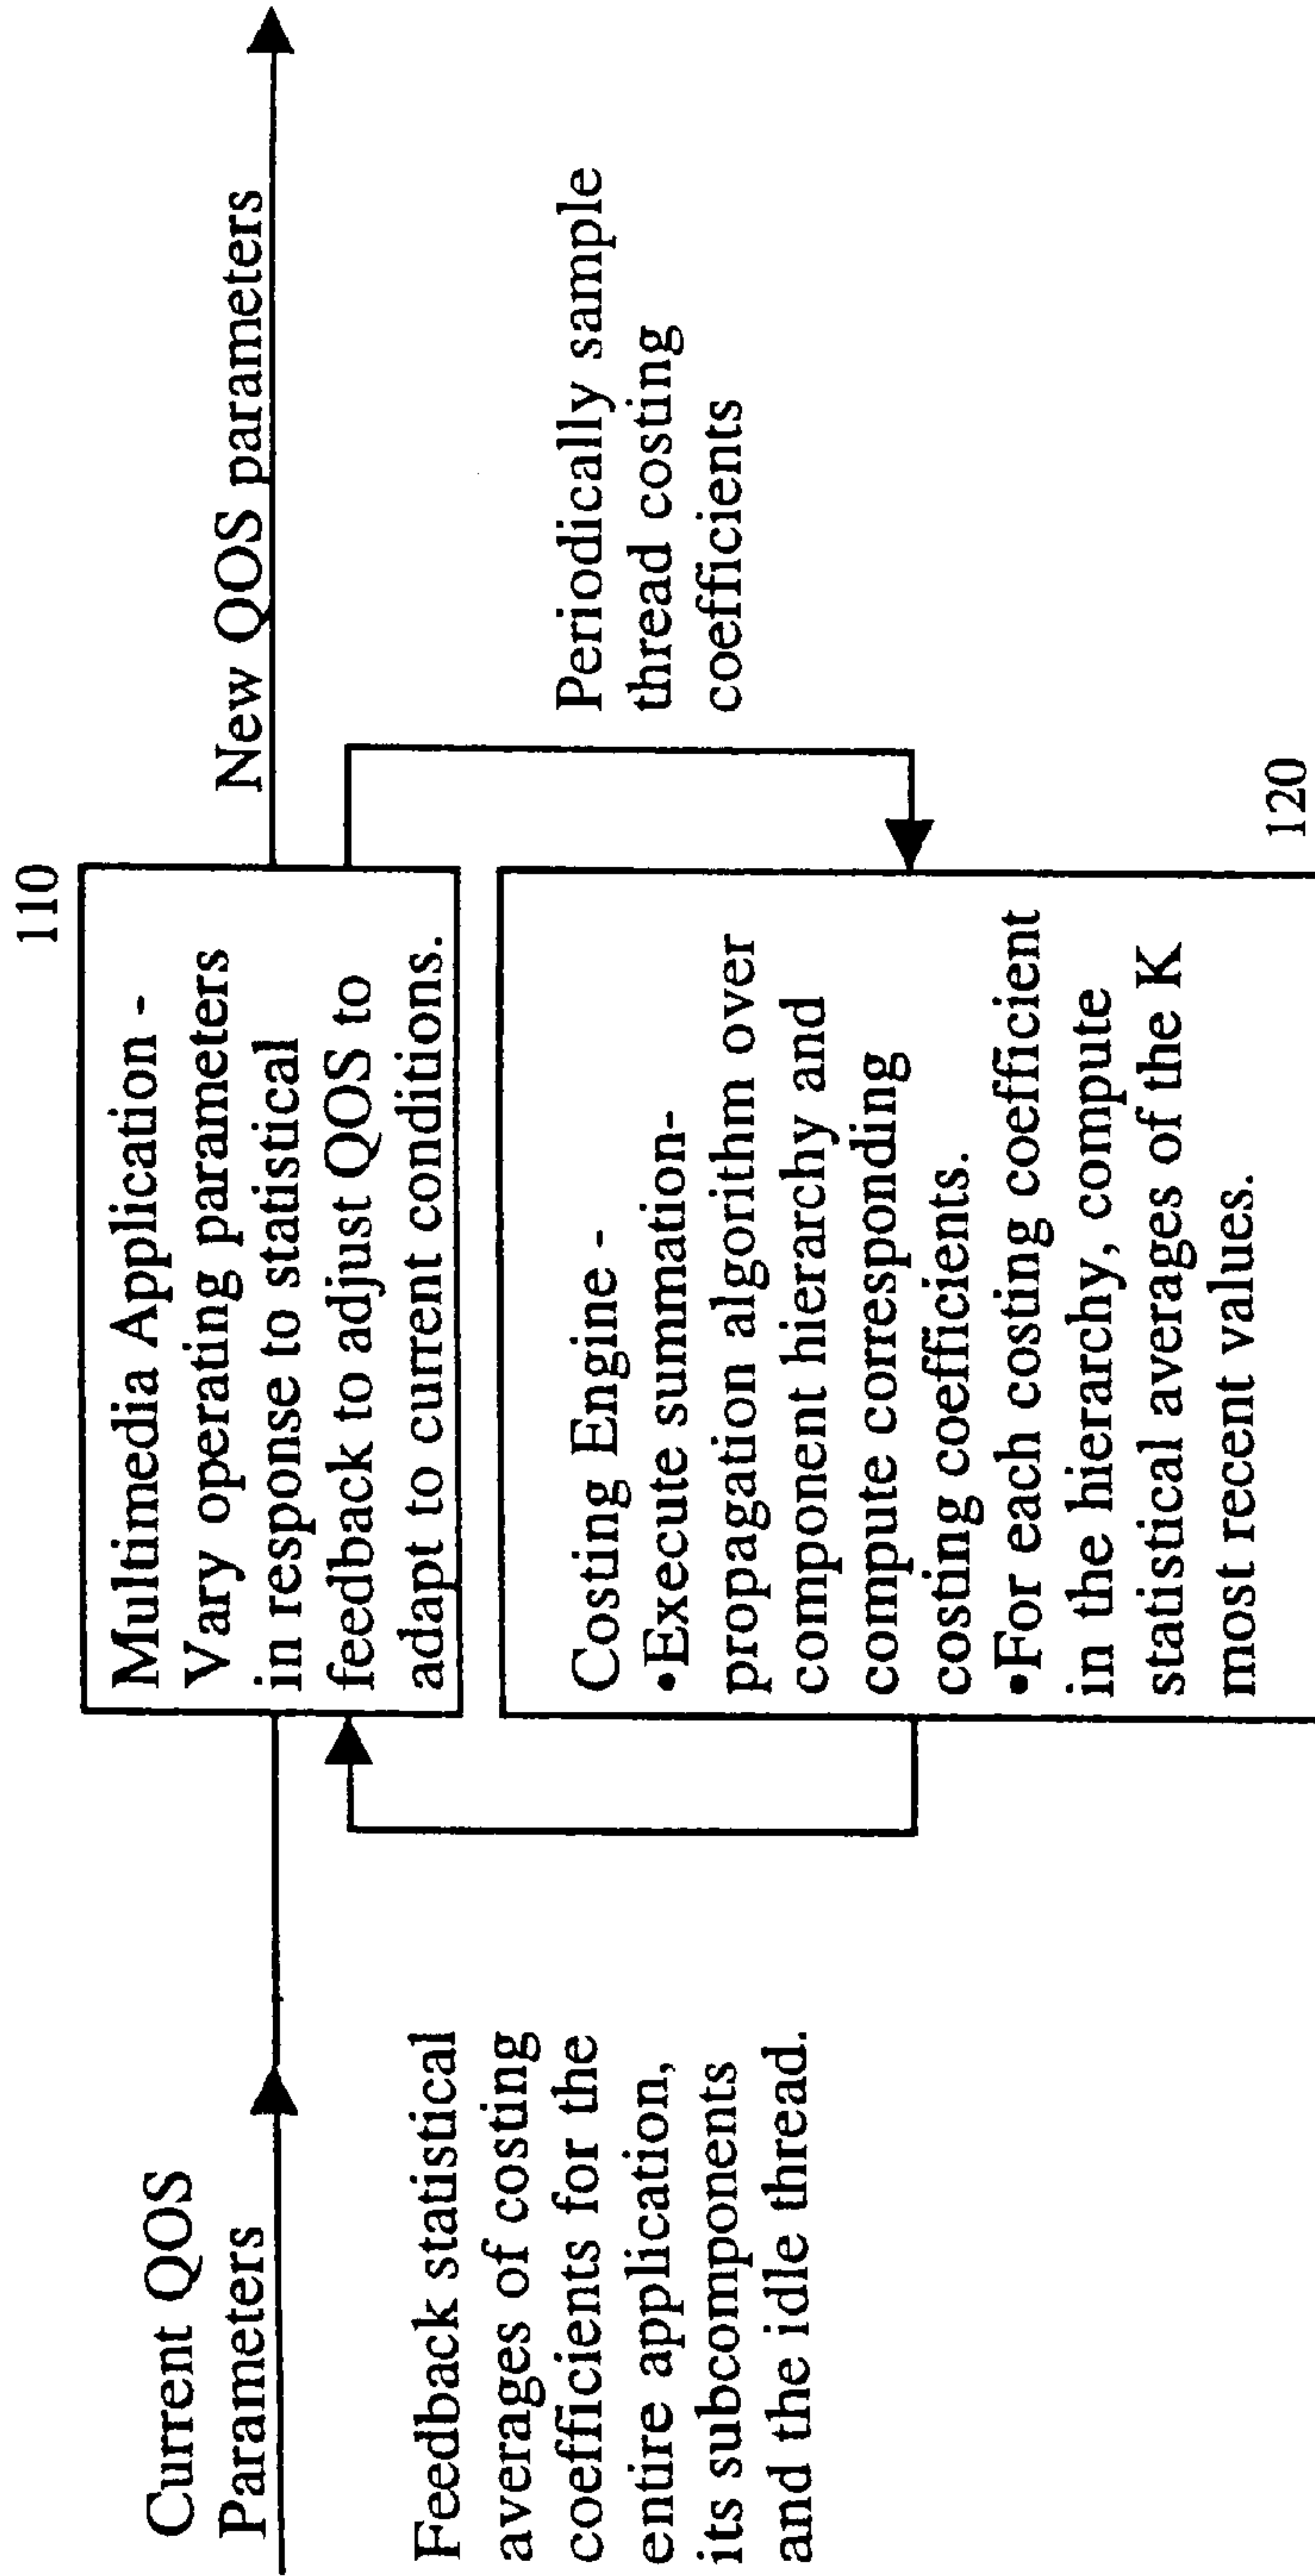 Current QOS
Parameters
110
Multimedia Application -
Vary operating parameters
in response to statistical
feedback to adjust QOS to
adapt to current conditions.
New QOS parameters
Feedback statistical
averages of costing
coefficients for the
entire application,
its subcomponents
and the idle thread.
Costing Engine -
•Execute summation-
propagation algorithm over
component hierarchy and
compute corresponding
costing coefficients.
•For each costing coefficient
in the hierarchy, compute
statistical averages of the K
most recent values.
120
Periodically sample
thread costing
coefficients